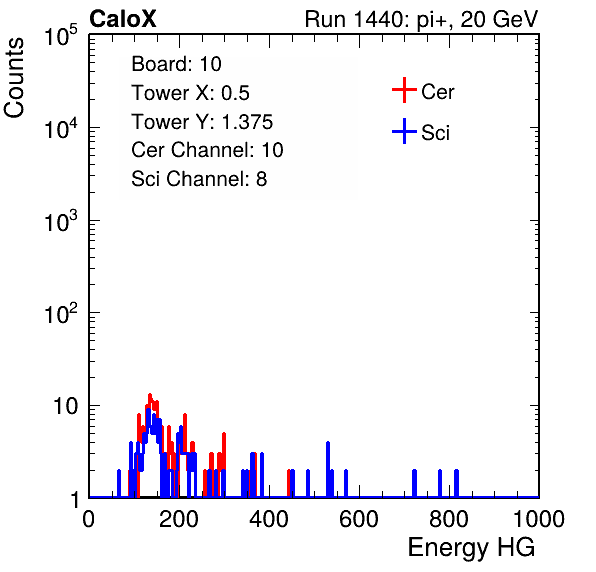 CaloX Run 1440: pi+, 20 GeV
Counts
Board: 10
Tower X: 0.5
Tower Y: 1.375
Cer Channel: 10
Sci Channel: 8
Cer
Sci
10^5
10^4
10^3
10^2
10
1
0 200 400 600 800 1000
Energy HG